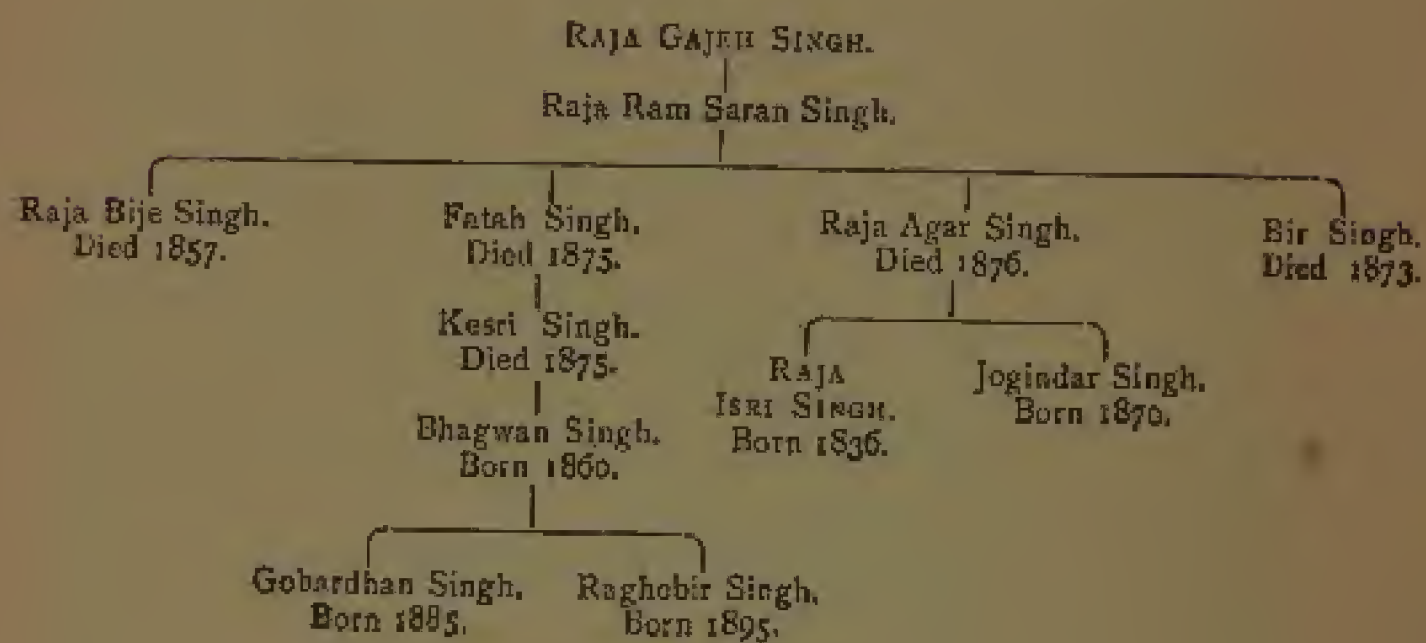 RAJA GAJEH SINGH.
Raja Ram Saran Singh.
Raja Bije Singh.
Died 1857.
Fatah Singh.
Died 1875.
Raja Agar Singh.
Died 1876.
Bir Singh.
Died 1873.
Kesri Singh.
Died 1875.
RAJA
ISRI SINGH.
Born 1836.
Jogindar Singh.
Born 1870.
Bhagwan Singh.
Born 1860.
Gobardhan Singh.
Born 1885.
Raghobir Singh.
Born 1895.